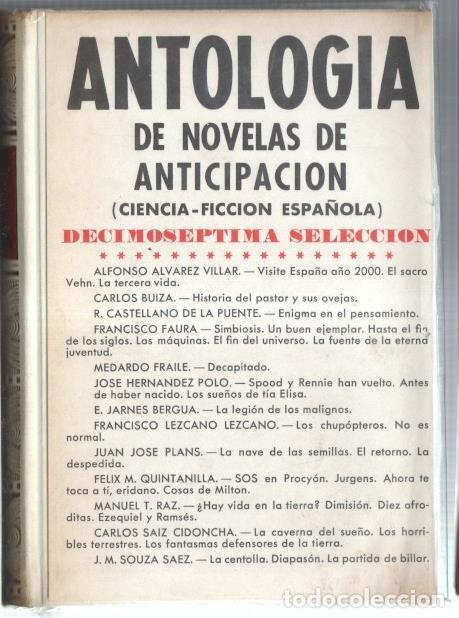 ANTOLOGIA
DE NOVELAS DE
ANTICIPACION
(CIENCIA-FICCION ESPAÑOLA)
DECIMOSEPTIMA SELECCION
* * * * * * * * * * * * * * * * *
ALFONSO ALVAREZ VILLAR. — Visite España año 2000. El sacro
Vehn. La tercera vida.
CARLOS BUIZA. — Historia del pastor y sus ovejas.
R. CASTELLANO DE LA PUENTE. — Enigma en el pensamiento.
FRANCISCO FAURA — Simbiosis. Un buen ejemplar. Hasta el fin
de los siglos. Las máquinas. El fin del universo. La fuente de la eterna
juventud.
MEDARDO FRAILE. — Decapitado.
JOSE HERNANDEZ POLO. — Spood y Rennie han vuelto. Antes
de haber nacido. Los sueños de tía Elisa.
E. JARNES BERGUA. — La legión de los malignos.
FRANCISCO LEZCANO LEZCANO. — Los chupópteros. No es
normal.
JUAN JOSE PLANS. — La nave de las semillas. El retorno. La
despedida.
FELIX M. QUINTANILLA. — SOS en Procyón. Jurgens. Ahora te
toca a tí, eridano. Cosas de Milton.
MANUEL T. RAZ. — ¿Hay vida en la tierra? Dimisión. Diez afro-
ditas. Ezequiel y Ramsés.
CARLOS SAIZ CIDONCHA. — La caverna del sueño. Los horri-
bles terrestres. Los fantasmas defensores de la tierra.
J. M. SOUZA SAEZ. — La centolla. Diapasón. La partida de billar.
todocoleccion.net